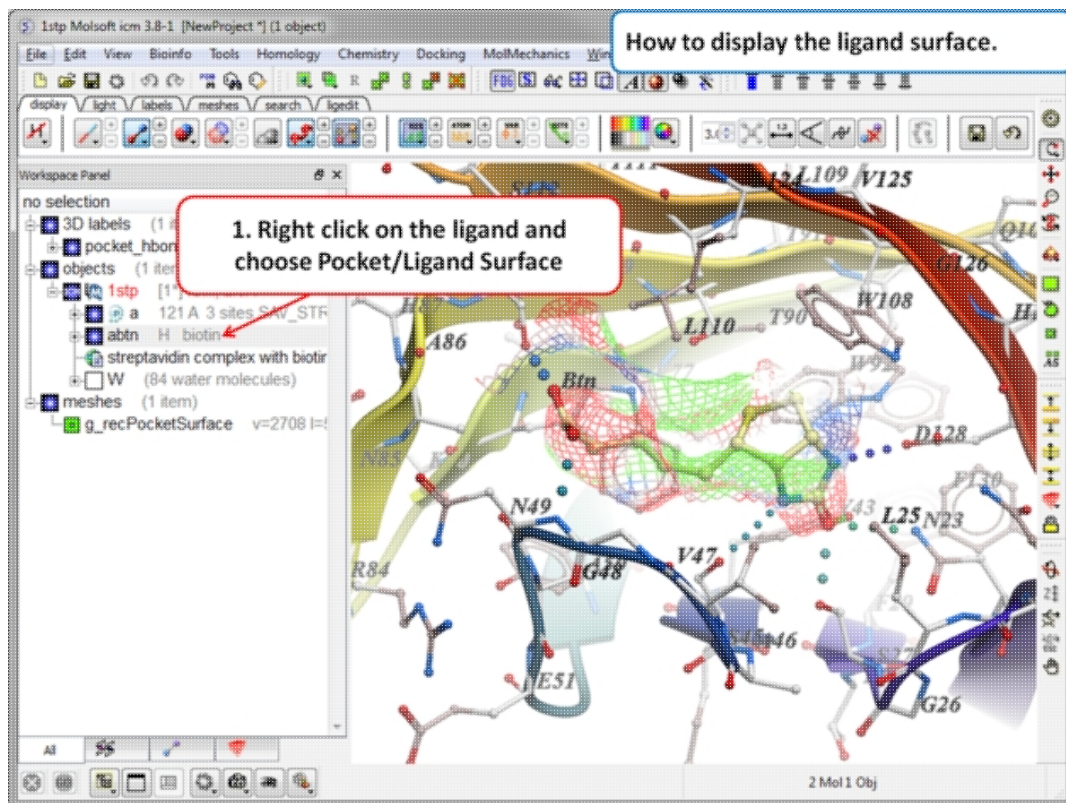 1stp Molsoft icm 3.8-1 [NewProject *] (1 object)
How to display the ligand surface.
File Edit View Bioinfo Tools Homology Chemistry Docking MolMechanics
display light labels meshes search ligedit
Workspace Panel
no selection
1. Right click on the ligand and
choose Pocket/Ligand Surface
3D labels
objects
1stp
a 121 A 3 sites
abtn H biotin
streptavidin complex with biotin
W (84 water molecules)
meshes (1 item)
g_recPocketSurface v=2708
L109
V125
G126
W108
T90
L110
A86
Btn
W92
D128
N85
N49
L25
N23
V47
G48
R84
E51
S27
G26
All
2 Mol 1 Obj